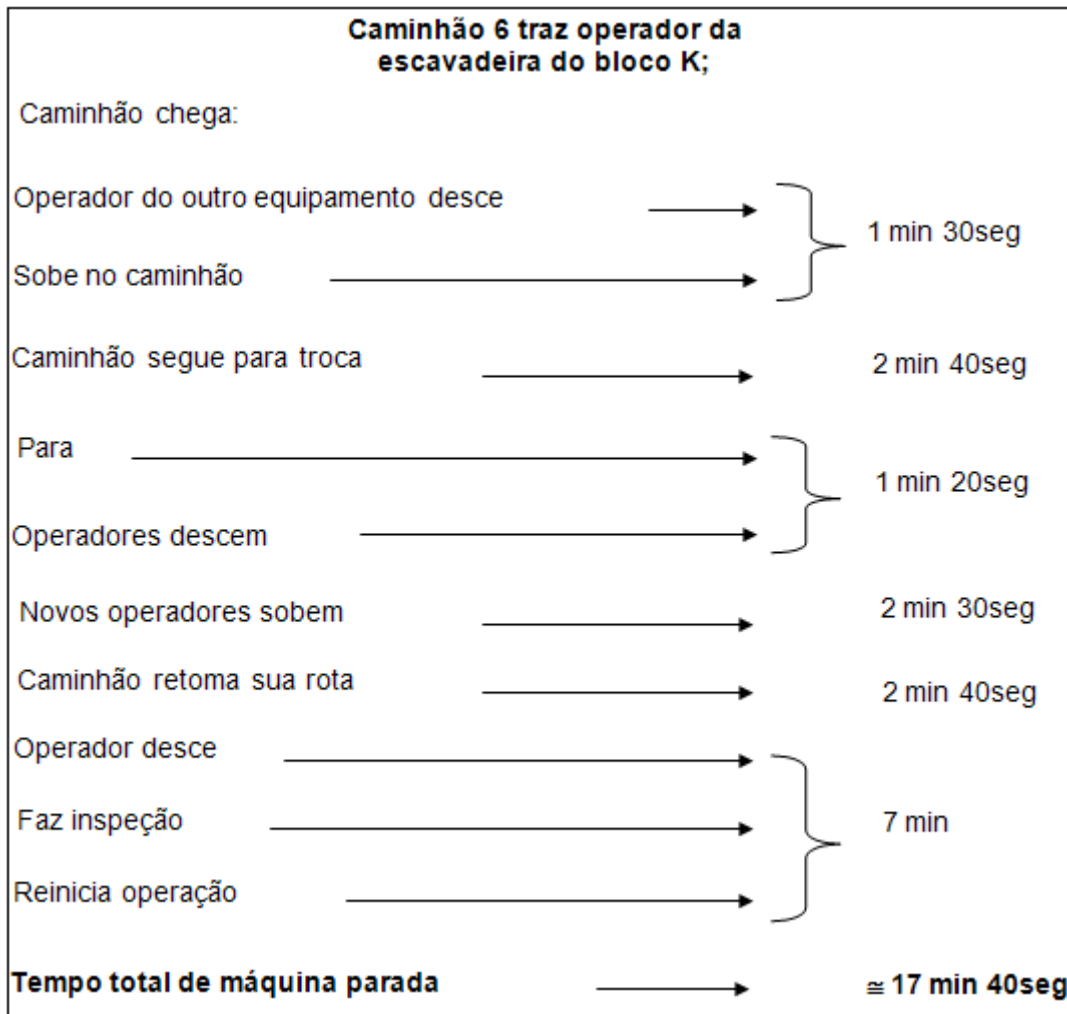 Caminhão 6 traz operador da
escavadeira do bloco K;
Caminhão chega:
Operador do outro equipamento desce
Sobe no caminhão
1 min 30seg
Caminhão segue para troca 2 min 40seg
Para
Operadores descem
1 min 20seg
Novos operadores sobem 2 min 30seg
Caminhão retoma sua rota 2 min 40seg
Operador desce
Faz inspeção 7 min
Reinicia operação
Tempo total de máquina parada ≅ 17 min 40seg